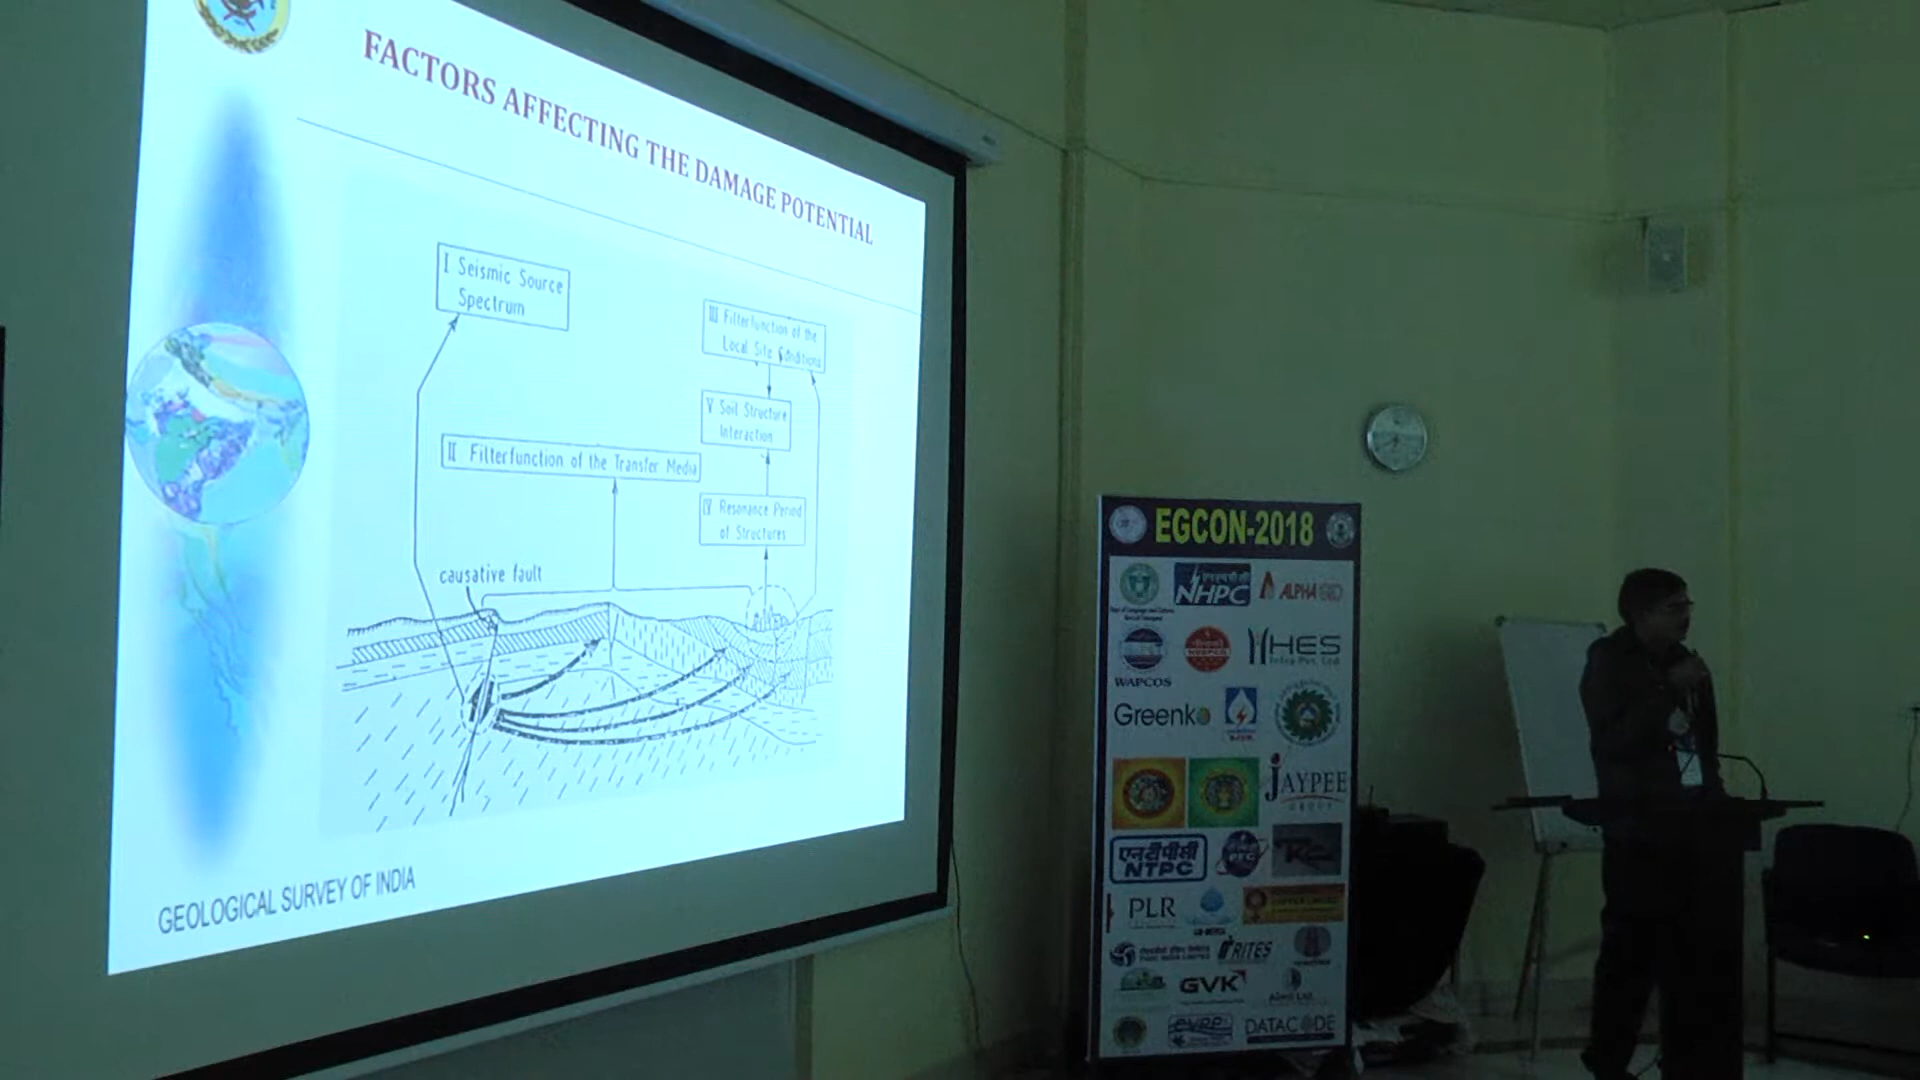 FACTORS AFFECTING THE DAMAGE POTENTIAL
I Seismic Source
Spectrum
III Filterfunction of the
Local Site Conditions
V Soil Structure
Interaction
II Filterfunction of the Transfer Media
IV Resonance Period
of Structures
causative fault
GEOLOGICAL SURVEY OF INDIA
EGCON-2018
NHPC
ALPHA
WAPCOS
HES
Infra Pvt. Ltd
Greenko
JAYPEE
GROUP
एनटीपीसी
NTPC
PLR
RITES
GVK
DATACODE